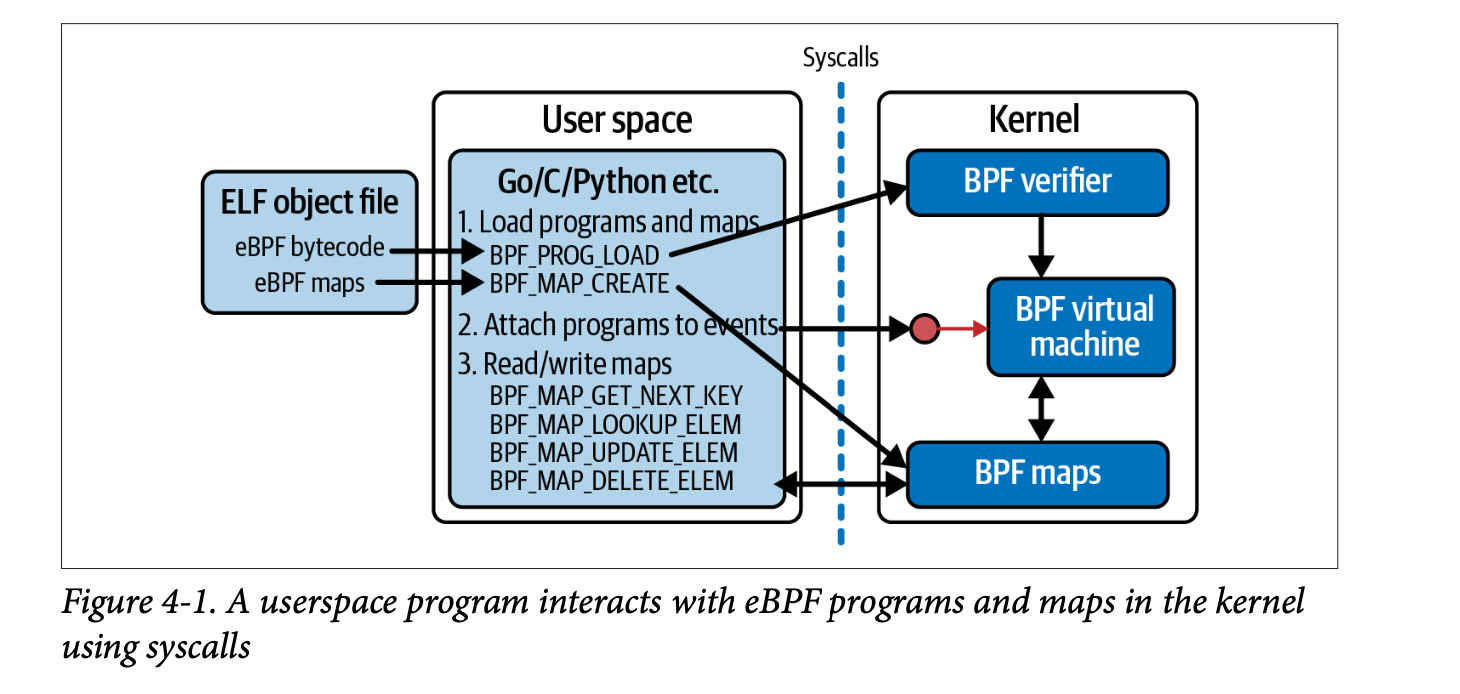 Syscalls
User space
Kernel
ELF object file
eBPF bytecode
eBPF maps
Go/C/Python etc.
1. Load programs and maps
BPF_PROG_LOAD
BPF_MAP_CREATE
2. Attach programs to events
3. Read/write maps
BPF_MAP_GET_NEXT_KEY
BPF_MAP_LOOKUP_ELEM
BPF_MAP_UPDATE_ELEM
BPF_MAP_DELETE_ELEM
BPF verifier
BPF virtual
machine
BPF maps
Figure 4-1. A userspace program interacts with eBPF programs and maps in the kernel
using syscalls